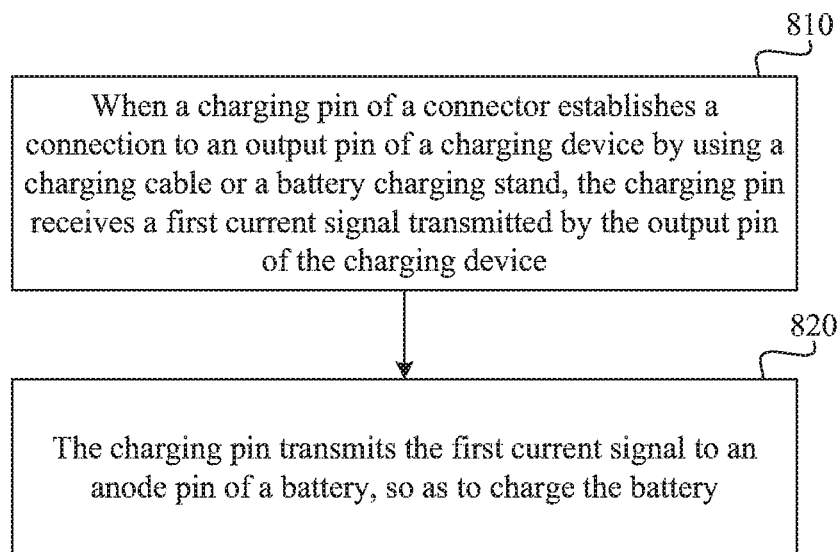 810
When a charging pin of a connector establishes a
connection to an output pin of a charging device by using a
charging cable or a battery charging stand, the charging pin
receives a first current signal transmitted by the output pin
of the charging device
820
The charging pin transmits the first current signal to an
anode pin of a battery, so as to charge the battery